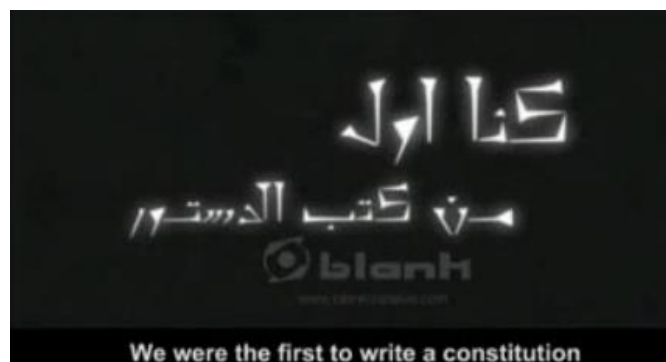 كنا اول
من كتب الدستور
blank
We were the first to write a constitution